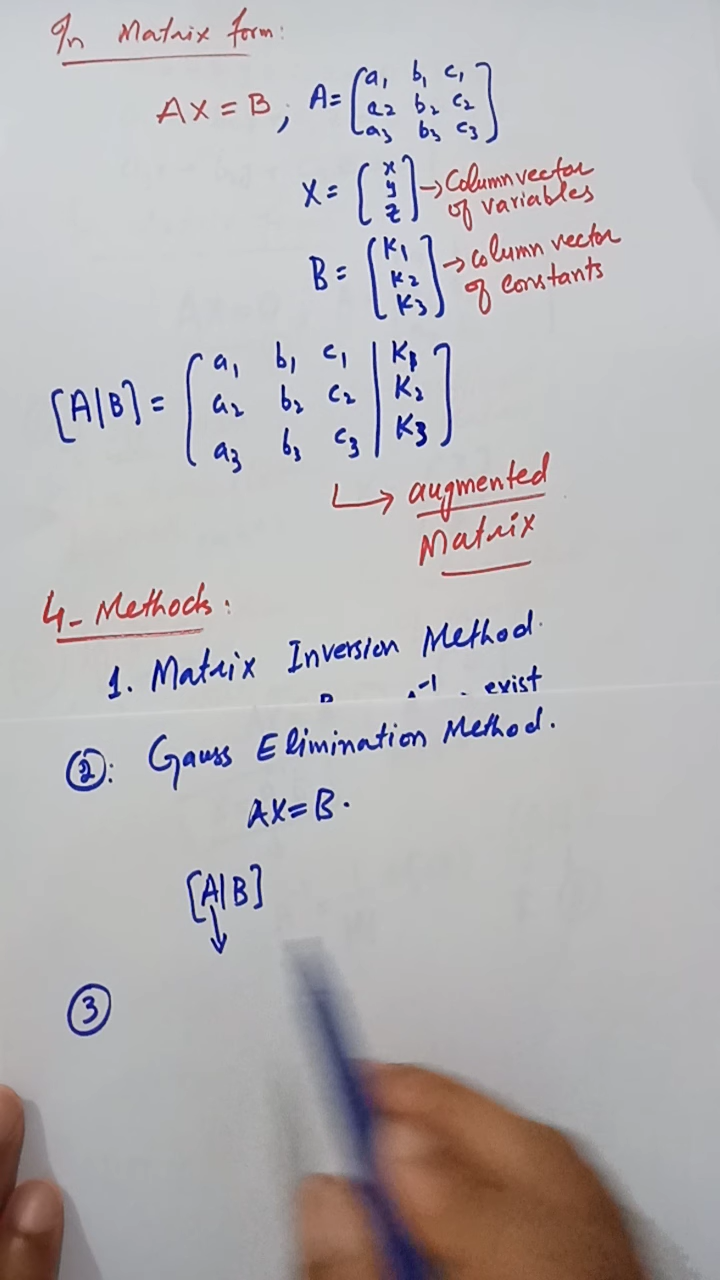 In Matrix form:
AX = B ; A = [a1 b1 c1
a2 b2 c2
a3 b3 c3]
X = [x
y
z] → Column vector
of variables
B = [K1
K2
K3] → column vector
of constants
[A|B] = [a1 b1 c1 | K1
a2 b2 c2 | K2
a3 b3 c3 | K3]
↳ augmented
Matrix
4- Methods:
1. Matrix Inversion Method.
A-1 exist
②: Gauss Elimination Method.
AX=B.
[A|B]
↓
③